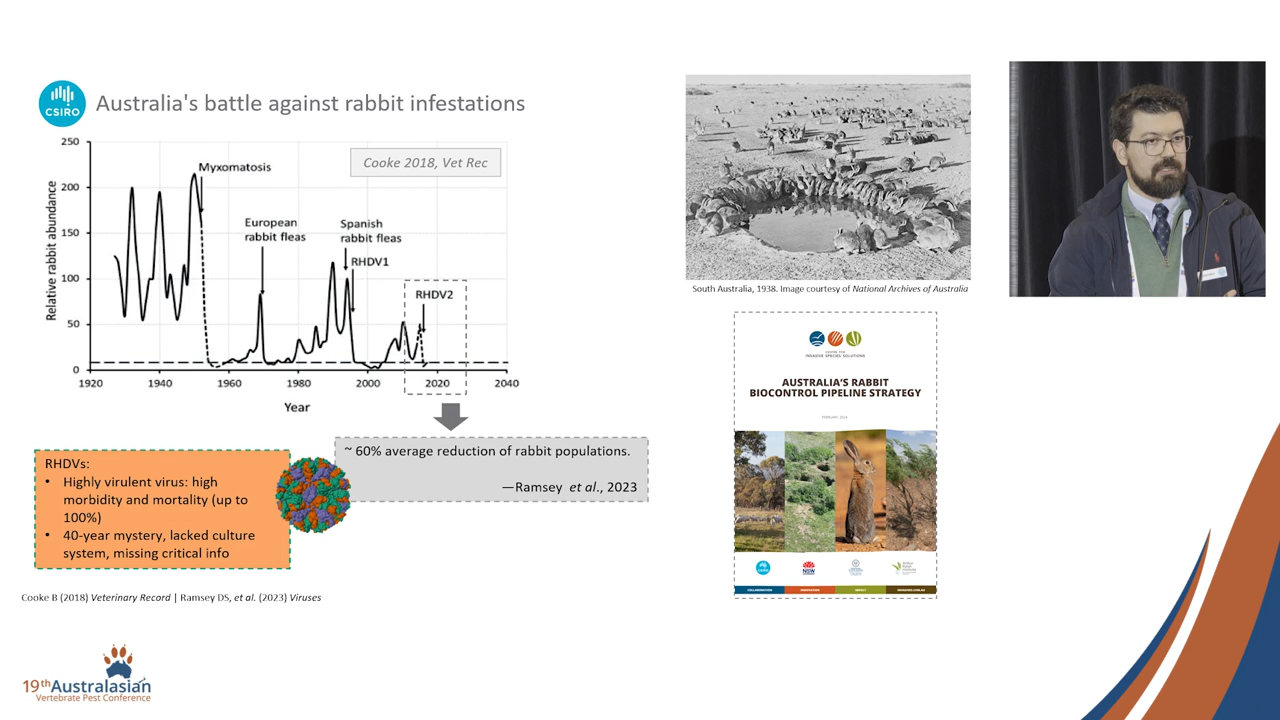 CSIRO
Australia's battle against rabbit infestations
Cooke 2018, Vet Rec
Relative rabbit abundance
250
200
150
100
50
0
Myxomatosis
European
rabbit fleas
Spanish
rabbit fleas
RHDV1
RHDV2
1920 1940 1960 1980 2000 2020 2040
Year
~ 60% average reduction of rabbit populations.
—Ramsey et al., 2023
RHDVs:
• Highly virulent virus: high
morbidity and mortality (up to
100%)
• 40-year mystery, lacked culture
system, missing critical info
Cooke B (2018) Veterinary Record | Ramsey DS, et al. (2023) Viruses
South Australia, 1938. Image courtesy of National Archives of Australia
CENTRE FOR
INVASIVE SPECIES SOLUTIONS
AUSTRALIA'S RABBIT
BIOCONTROL PIPELINE STRATEGY
CSIRO
NSW
COLLABORATION INNOVATION IMPACT
19th Australasian
Vertebrate Pest Conference